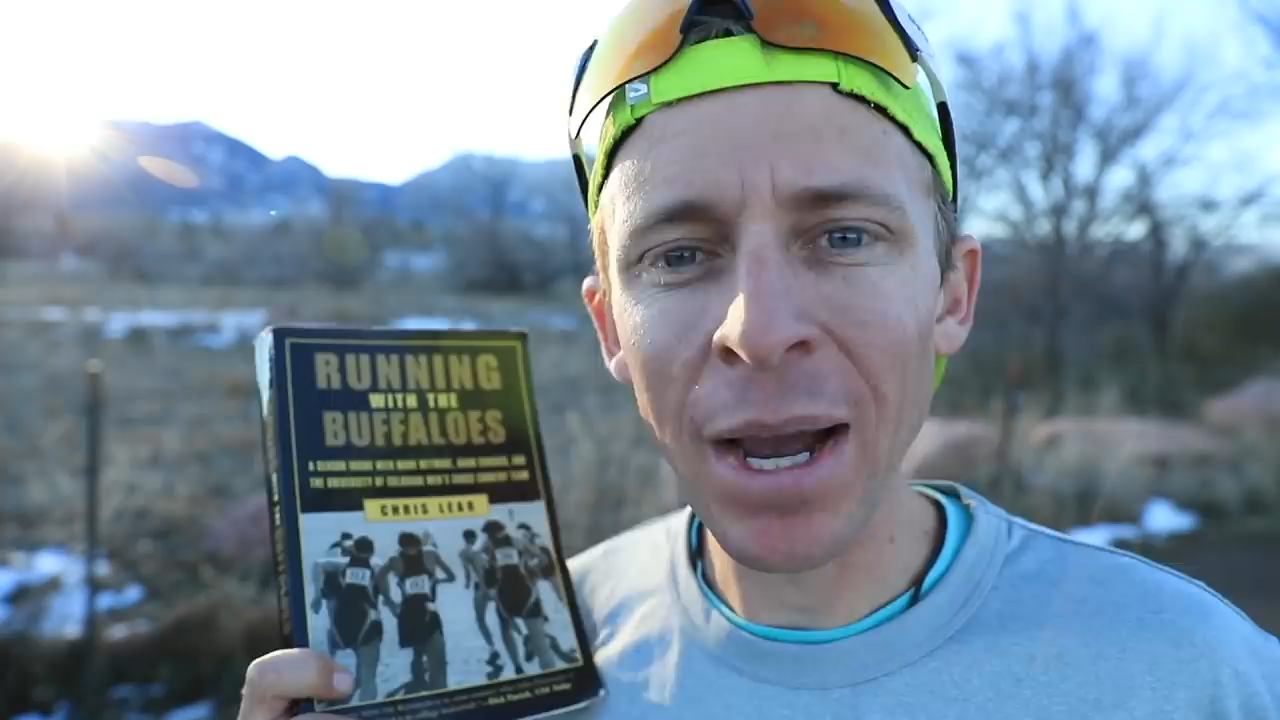 RUNNING
WITH THE
BUFFALOES
A SEASON INSIDE WITH MARK WETMORE, ADAM GOUCHER, AND
THE UNIVERSITY OF COLORADO MEN'S CROSS COUNTRY TEAM
CHRIS LEAR